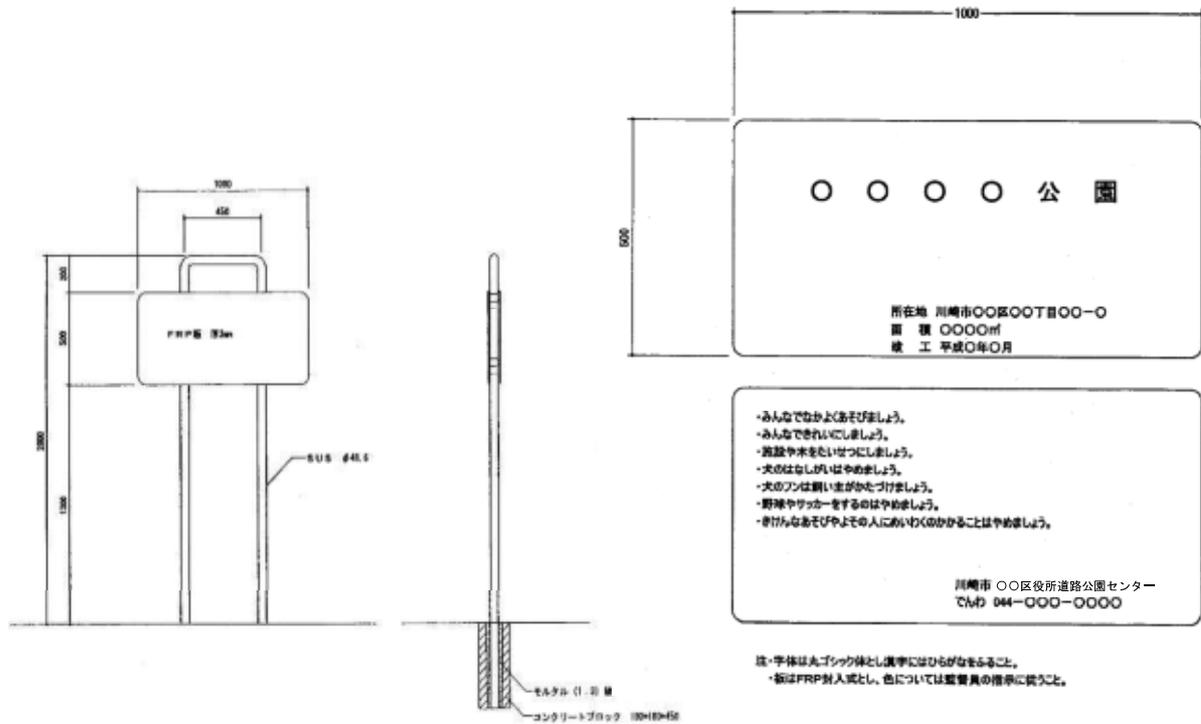 1000
450
200
500
1300
2000
FRP板 厚3mm
SUS φ48.6
モルタル (1:3) 詰
コンクリートブロック 180×180×450
1000
500
○ ○ ○ ○ 公 園
所在地 川崎市○○区○○丁目○○−○
面 積 ○○○○㎡
竣 工 平成○年○月
・みんなでなかよくあそびましょう。
・みんなできれいにしましょう。
・施設や木をたいせつにしましょう。
・犬のはなしがいはやめましょう。
・犬のフンは飼い主がかたづけましょう。
・野球やサッカーをするのはやめましょう。
・きけんなあそびやよその人にめいわくのかかることはやめましょう。
川崎市 ○○区役所道路公園センター
でんわ 044−○○○−○○○○
注・字体は丸ゴシック体とし漢字にはひらがなをふること。
・板はFRP封入式とし、色については監督員の指示に従うこと。